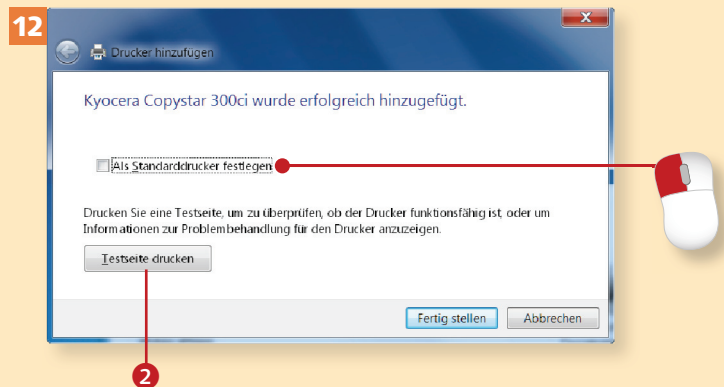 12
Drucker hinzufügen
Kyocera Copystar 300ci wurde erfolgreich hinzugefügt.
Als Standarddrucker festlegen
Drucken Sie eine Testseite, um zu überprüfen, ob der Drucker funktionsfähig ist, oder um
Informationen zur Problembehandlung für den Drucker anzuzeigen.
Testseite drucken
Fertig stellen Abbrechen
2